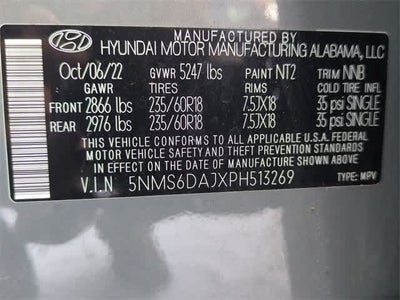 MANUFACTURED BY
HYUNDAI MOTOR MANUFACTURING ALABAMA, LLC
Oct/06/22 GVWR 5247 lbs PAINT NT2 TRIM NNB
GAWR TIRES RIMS COLD TIRE INFL
FRONT 2866 lbs 235/60R18 7.5JX18 35 psi SINGLE
REAR 2976 lbs 235/60R18 7.5JX18 35 psi SINGLE
THIS VEHICLE CONFORMS TO ALL APPLICABLE U.S.A. FEDERAL
MOTOR VEHICLE SAFETY AND THEFT PREVENTION STANDARDS
IN EFFECT ON THE DATE OF MANUFACTURE SHOWN ABOVE.
V.I.N 5NMS6DAJXPH513269 TYPE: MPV